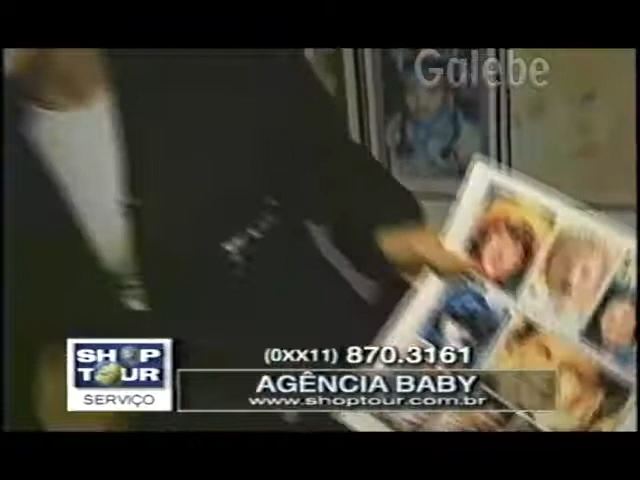 Galebe
(0XX11) 870.3161
SHOP TOUR
SERVIÇO
AGÊNCIA BABY
www.shoptour.com.br